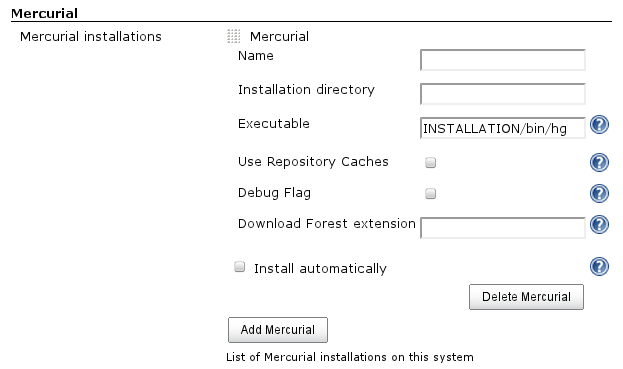 Mercurial
Mercurial installations
Mercurial
Name
Installation directory
Executable INSTALLATION/bin/hg ?
Use Repository Caches ?
Debug Flag ?
Download Forest extension ?
Install automatically ?
Delete Mercurial
Add Mercurial
List of Mercurial installations on this system